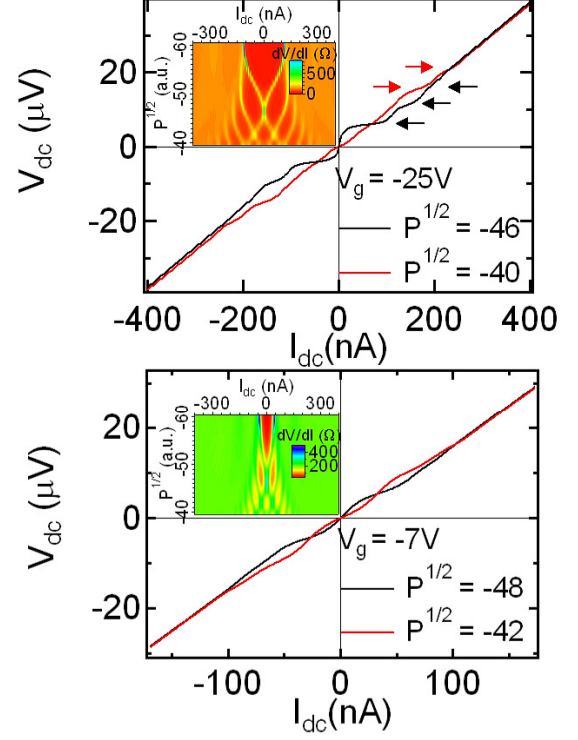 I_dc (nA)
-300 0 300
-60
-50
-40
P^1/2 (a.u.)
dV/dI (Ω)
500
0
20
0
-20
V_dc (μV)
V_g = -25V
P^1/2 = -46
P^1/2 = -40
-400 -200 0 200 400
I_dc(nA)
I_dc (nA)
-300 0 300
-60
-50
-40
P^1/2 (a.u.)
dV/dI (Ω)
400
200
20
0
-20
V_dc (μV)
V_g = -7V
P^1/2 = -48
P^1/2 = -42
-100 0 100
I_dc(nA)